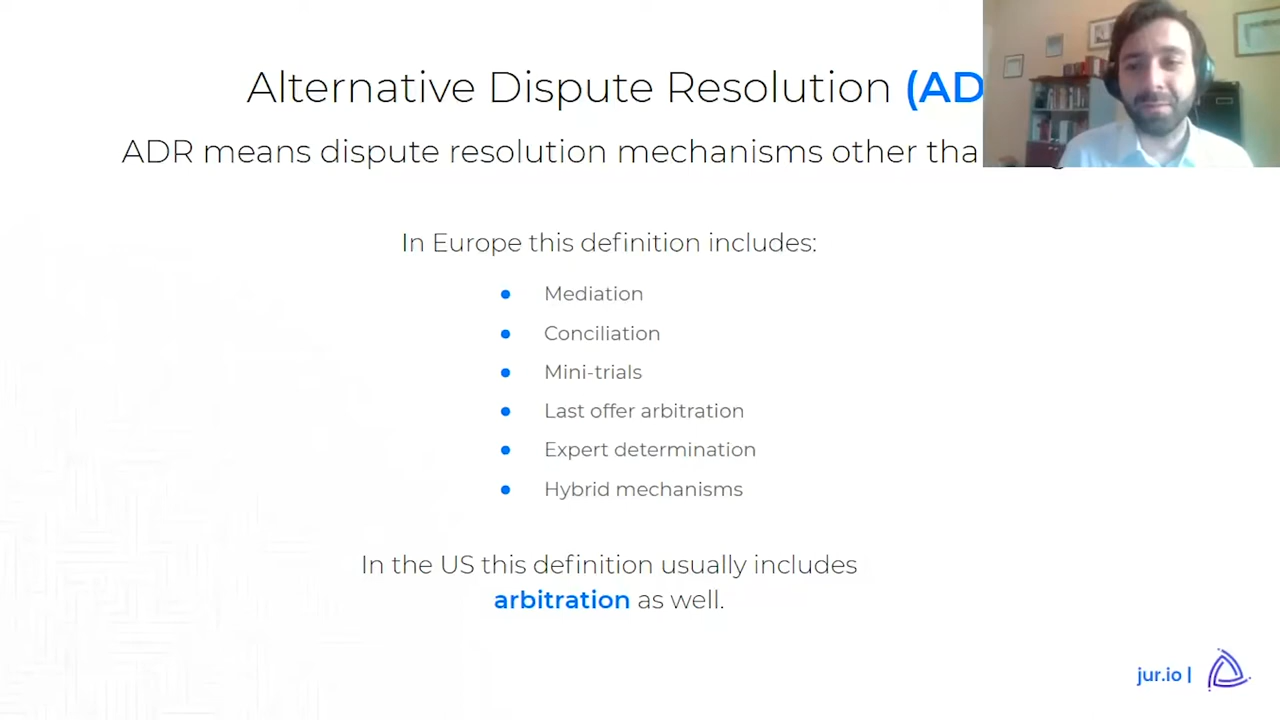 Alternative Dispute Resolution (AD
ADR means dispute resolution mechanisms other tha
In Europe this definition includes:
Mediation
Conciliation
Mini-trials
Last offer arbitration
Expert determination
Hybrid mechanisms
In the US this definition usually includes
arbitration as well.
jur.io |